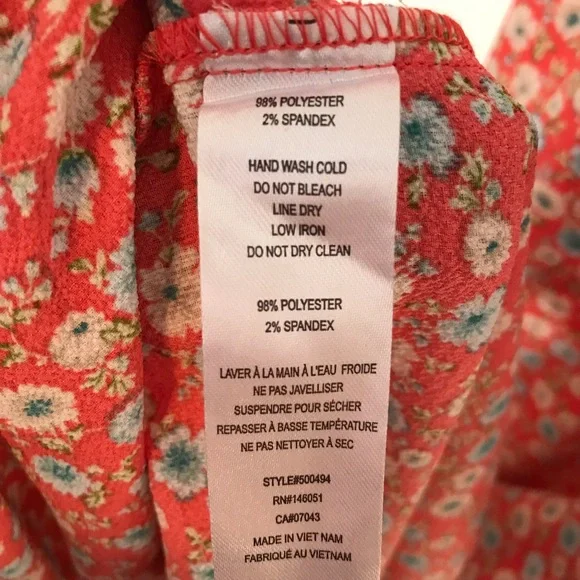 98% POLYESTER
2% SPANDEX
HAND WASH COLD
DO NOT BLEACH
LINE DRY
LOW IRON
DO NOT DRY CLEAN
98% POLYESTER
2% SPANDEX
LAVER À LA MAIN À L'EAU FROIDE
NE PAS JAVELLISER
SUSPENDRE POUR SÉCHER
REPASSER À BASSE TEMPÉRATURE
NE PAS NETTOYER À SEC
STYLE#500494
RN#146051
CA#07043
MADE IN VIET NAM
FABRIQUÉ AU VIETNAM